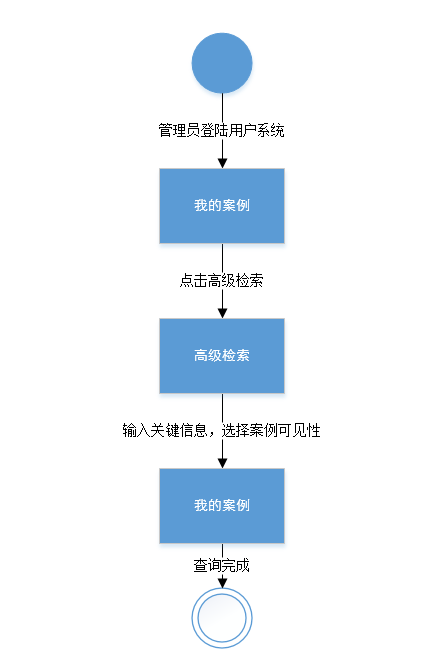 管理员登陆用户系统
我的案例
点击高级检索
高级检索
输入关键信息，选择案例可见性
我的案例
查询完成